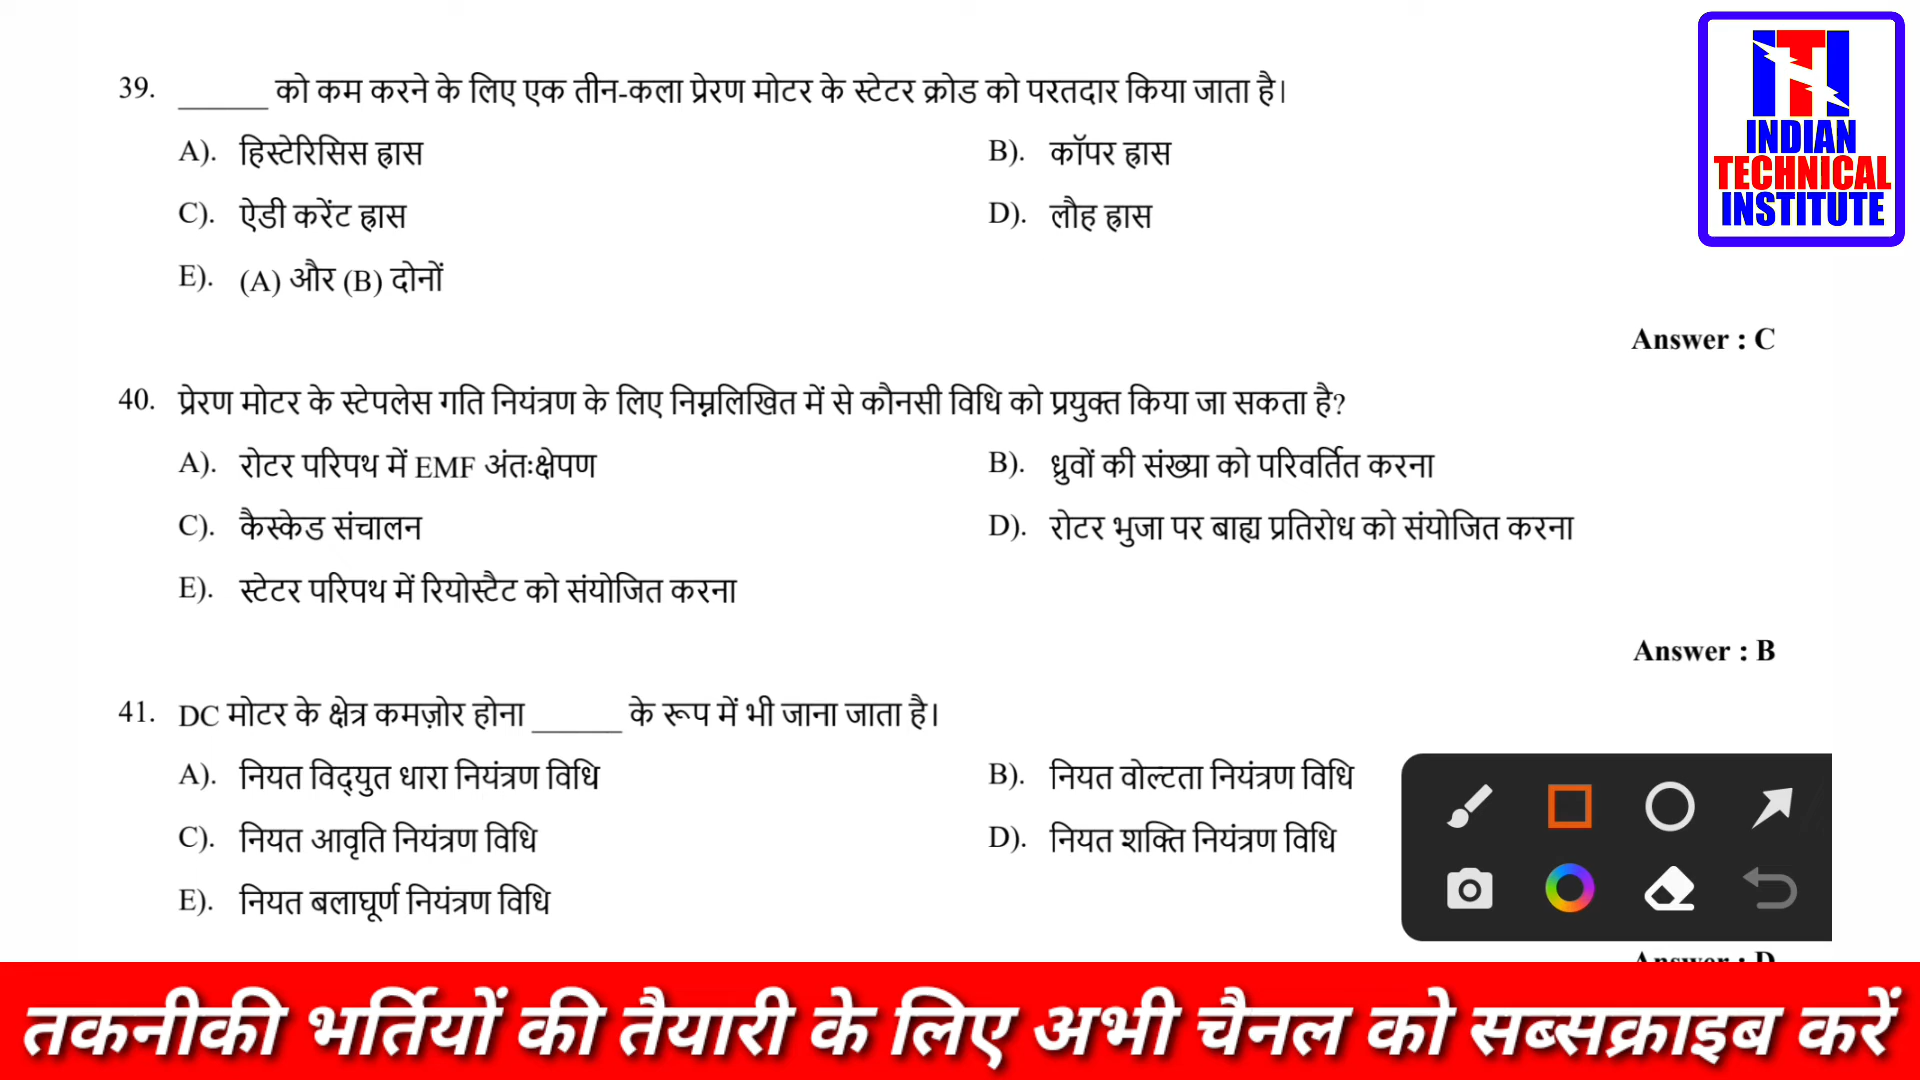 39. ______ को कम करने के लिए एक तीन-कला प्रेरण मोटर के स्टेटर क्रोड को परतदार किया जाता है।
A). हिस्टेरिसिस ह्रास B). कॉपर ह्रास
C). ऐडी करेंट ह्रास D). लौह ह्रास
E). (A) और (B) दोनों
Answer : C
40. प्रेरण मोटर के स्टेपलेस गति नियंत्रण के लिए निम्नलिखित में से कौनसी विधि को प्रयुक्त किया जा सकता है?
A). रोटर परिपथ में EMF अंतःक्षेपण B). ध्रुवों की संख्या को परिवर्तित करना
C). कैस्केड संचालन D). रोटर भुजा पर बाह्य प्रतिरोध को संयोजित करना
E). स्टेटर परिपथ में रियोस्टैट को संयोजित करना
Answer : B
41. DC मोटर के क्षेत्र कमज़ोर होना ______ के रूप में भी जाना जाता है।
A). नियत विद्युत धारा नियंत्रण विधि B). नियत वोल्टता नियंत्रण विधि
C). नियत आवृति नियंत्रण विधि D). नियत शक्ति नियंत्रण विधि
E). नियत बलाघूर्ण नियंत्रण विधि
Answer : D
ITI
INDIAN
TECHNICAL
INSTITUTE
तकनीकी भर्तियों की तैयारी के लिए अभी चैनल को सब्सक्राइब करें